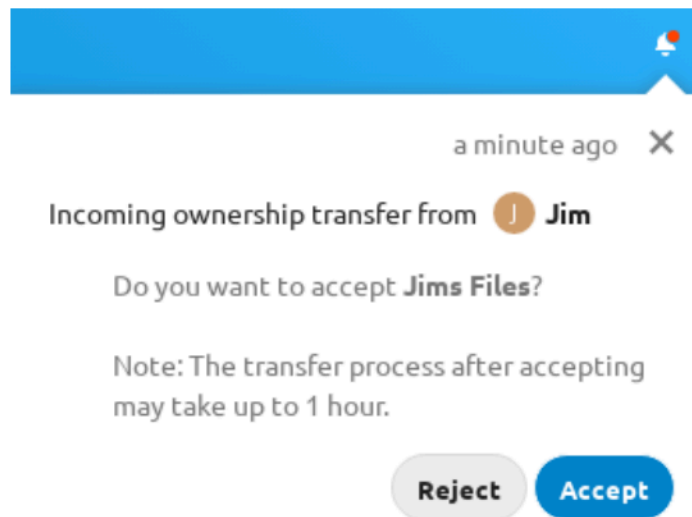 a minute ago
Incoming ownership transfer from J Jim
Do you want to accept Jims Files?
Note: The transfer process after accepting
may take up to 1 hour.
Reject Accept